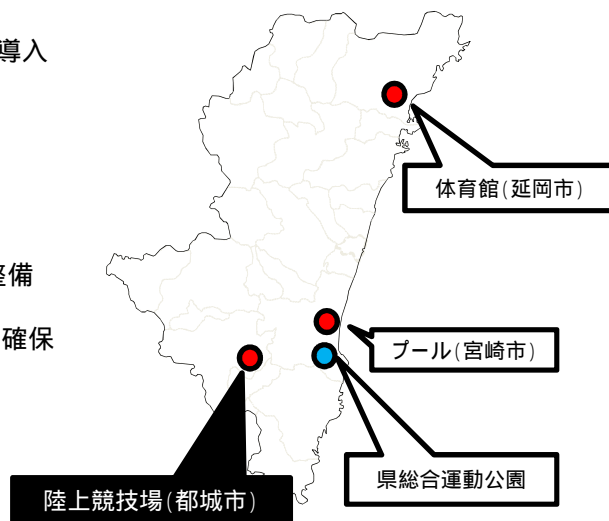 導入
体育館(延岡市)
整備
確保
プール(宮崎市)
県総合運動公園
陸上競技場(都城市)